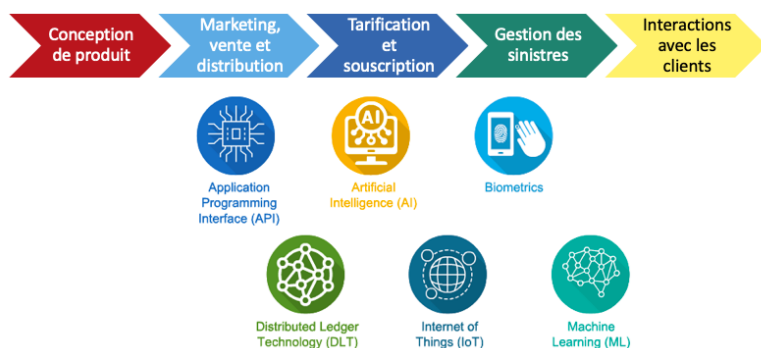 Conception
de produit
Marketing,
vente et
distribution
Tarification
et
souscription
Gestion des
sinistres
Interactions
avec les
clients
AI
Application
Programming
Interface (API)
Artificial
Intelligence (AI)
Biometrics
Distributed Ledger
Technology (DLT)
Internet of
Things (IoT)
Machine
Learning (ML)